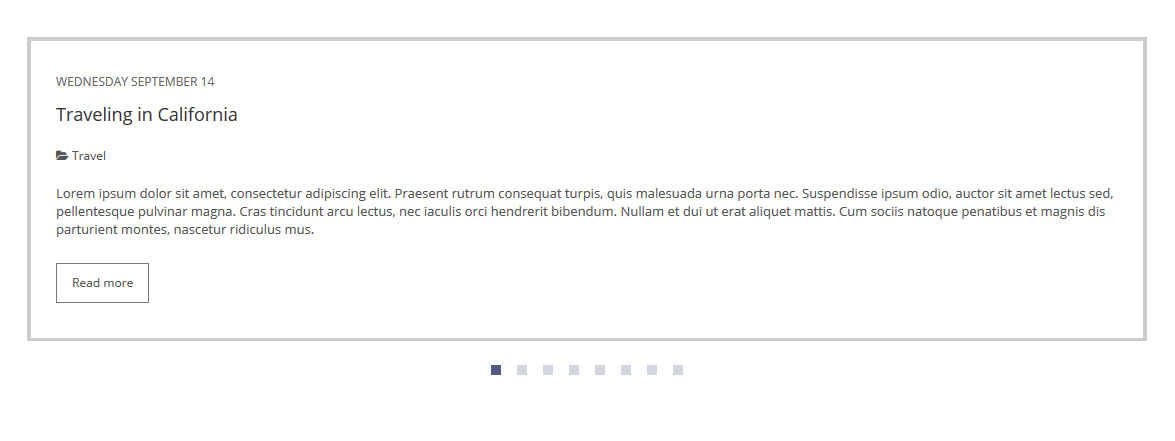 WEDNESDAY SEPTEMBER 14
Traveling in California
Travel
Lorem ipsum dolor sit amet, consectetur adipiscing elit. Praesent rutrum consequat turpis, quis malesuada urna porta nec. Suspendisse ipsum odio, auctor sit amet lectus sed,
pellentesque pulvinar magna. Cras tincidunt arcu lectus, nec iaculis orci hendrerit bibendum. Nullam et dui ut erat aliquet mattis. Cum sociis natoque penatibus et magnis dis
parturient montes, nascetur ridiculus mus.
Read more